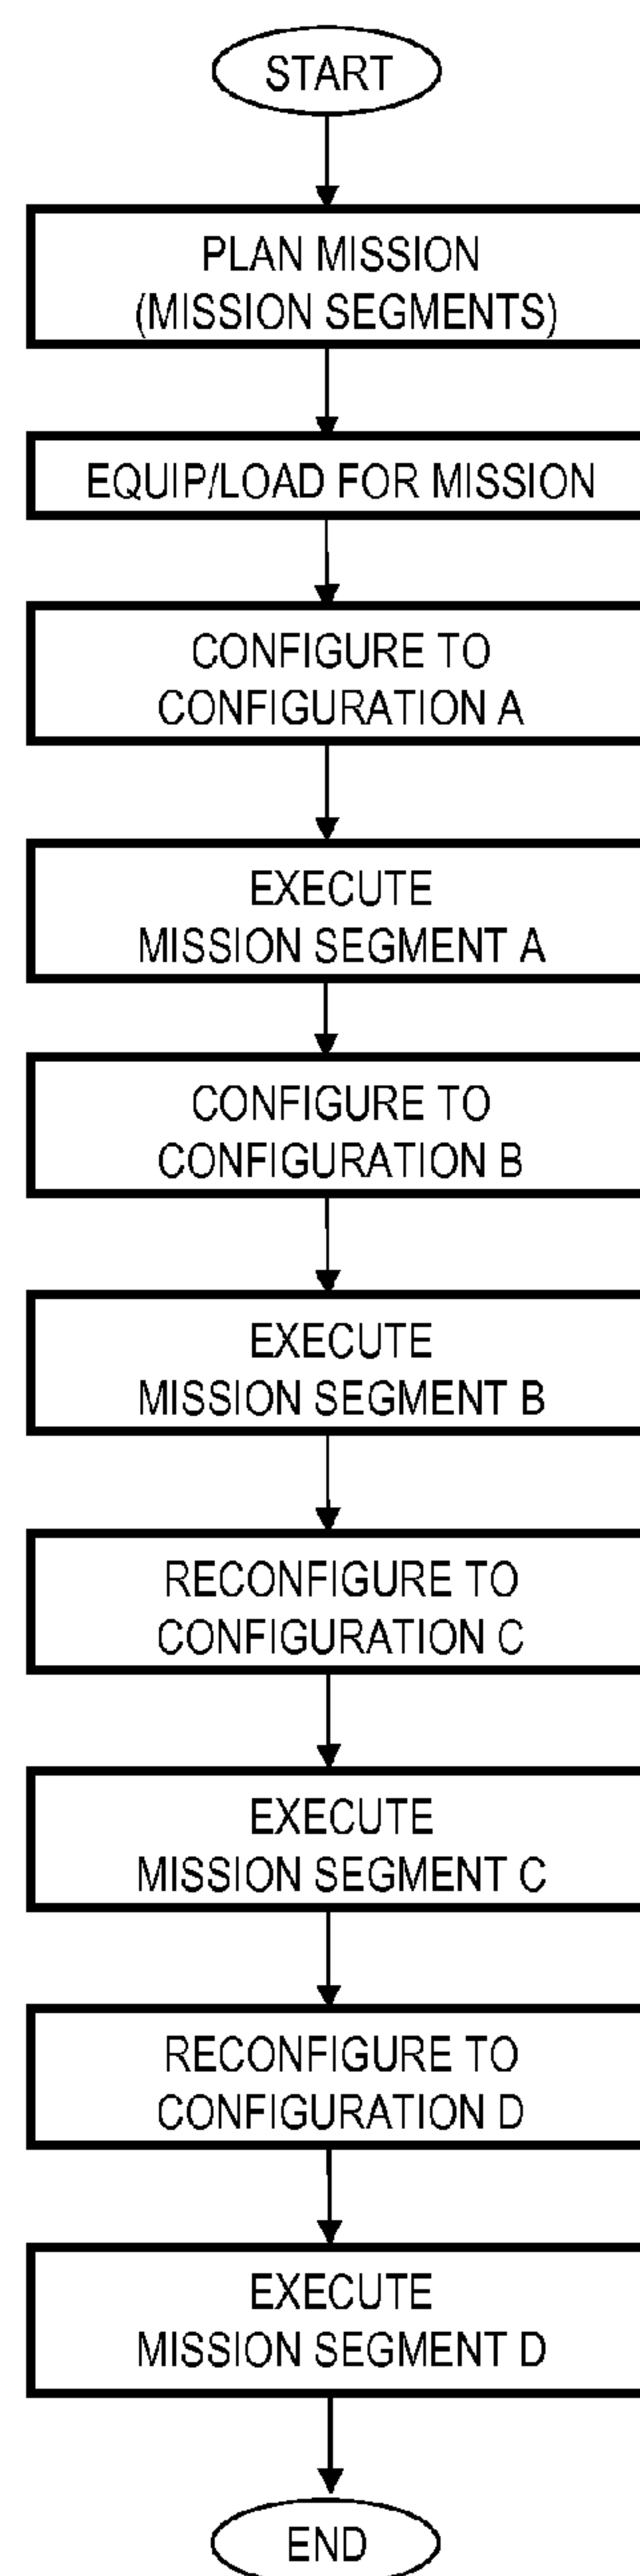 START
PLAN MISSION
(MISSION SEGMENTS)
EQUIP/LOAD FOR MISSION
CONFIGURE TO
CONFIGURATION A
EXECUTE
MISSION SEGMENT A
CONFIGURE TO
CONFIGURATION B
EXECUTE
MISSION SEGMENT B
RECONFIGURE TO
CONFIGURATION C
EXECUTE
MISSION SEGMENT C
RECONFIGURE TO
CONFIGURATION D
EXECUTE
MISSION SEGMENT D
END